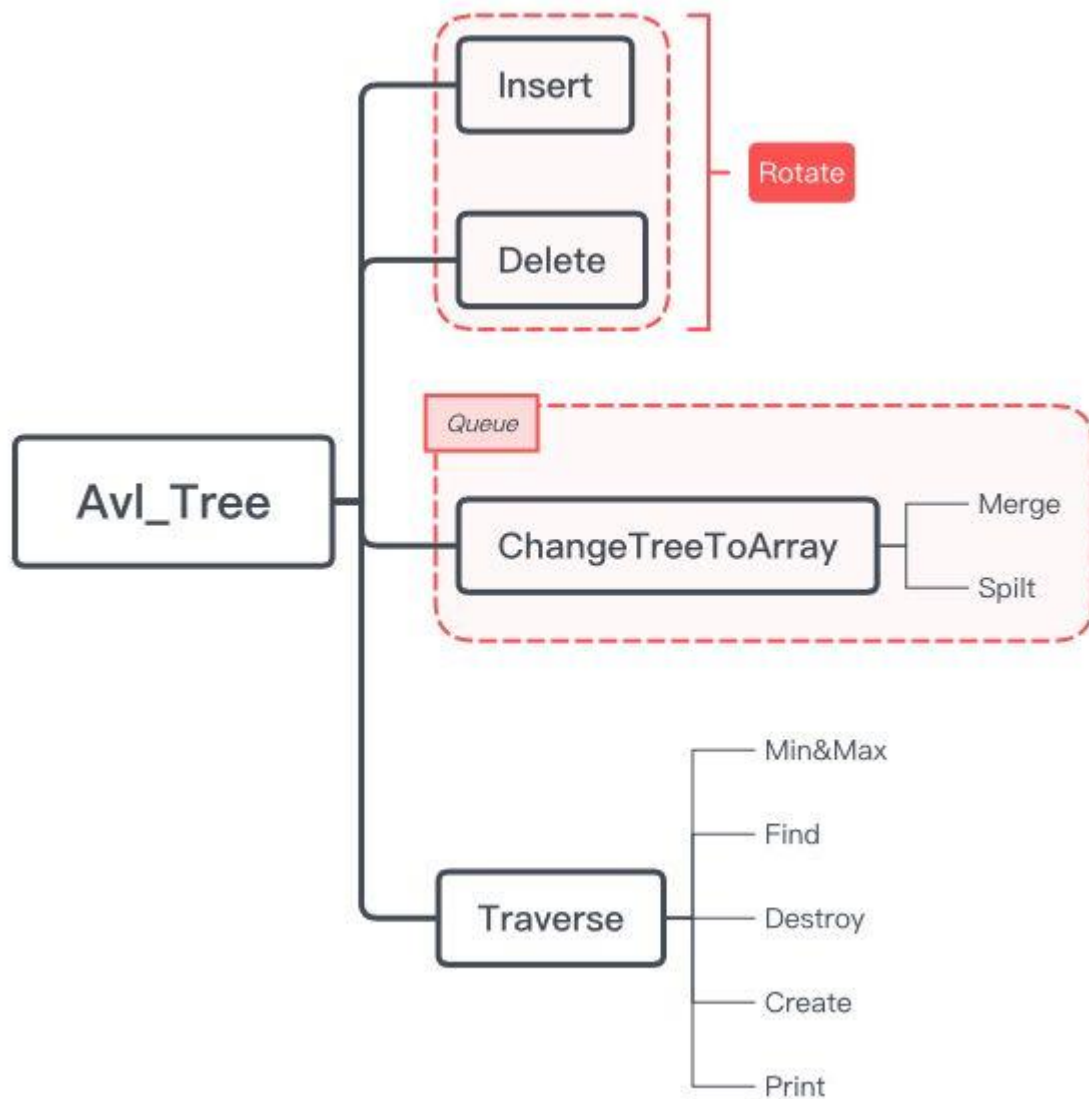 Insert
Rotate
Delete
Queue
Avl_Tree
ChangeTreeToArray
Merge
Spilt
Min&Max
Find
Traverse
Destroy
Create
Print